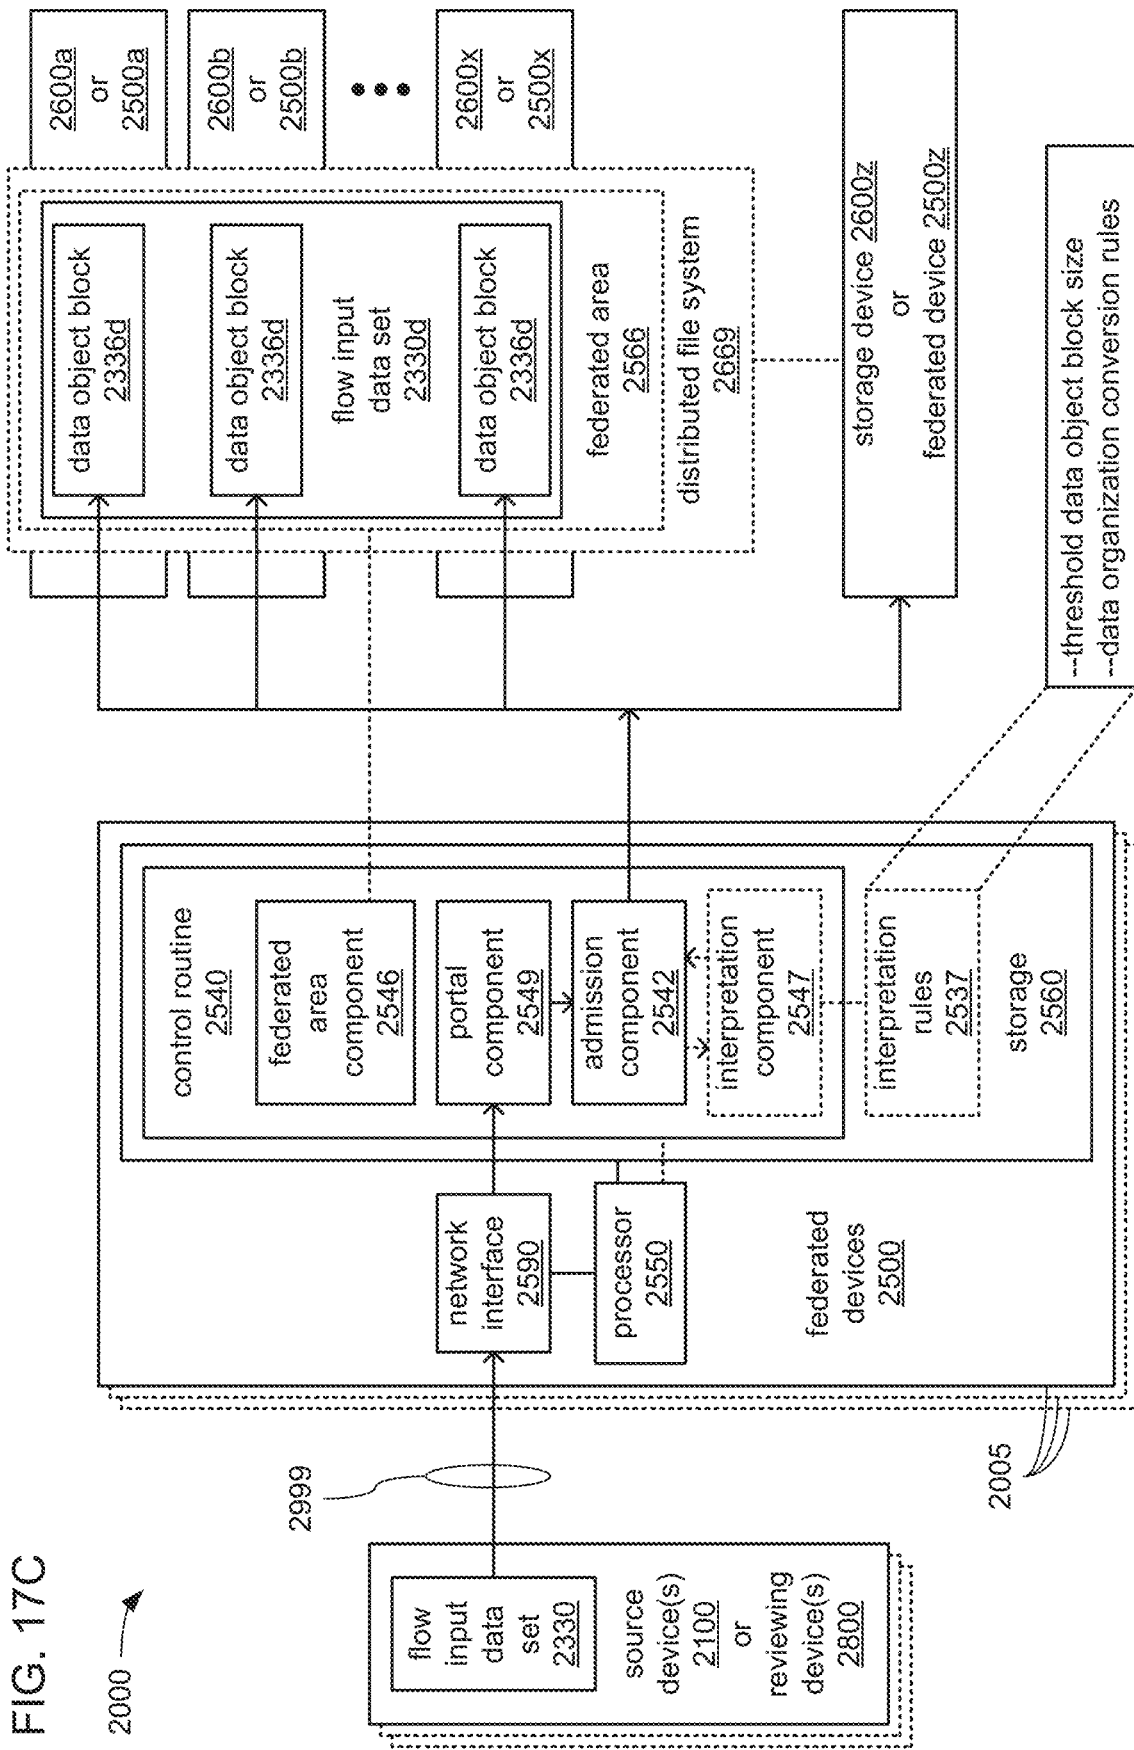 FIG. 17C
2000
flow
input
data
set
2330
source
device(s)
2100
or
reviewing
device(s)
2800
2999
2005
network
interface
2590
processor
2550
federated
devices
2500
control routine
2540
federated
area
component
2546
portal
component
2549
admission
component
2542
interpretation
component
2547
interpretation
rules
2537
storage
2560
data object block
2336d
data object block
2336d
flow input
data set
2330d
data object block
2336d
federated area
2566
distributed file system
2669
2600a
or
2500a
2600b
or
2500b
2600x
or
2500x
storage device 2600z
or
federated device 2500z
--threshold data object block size
--data organization conversion rules